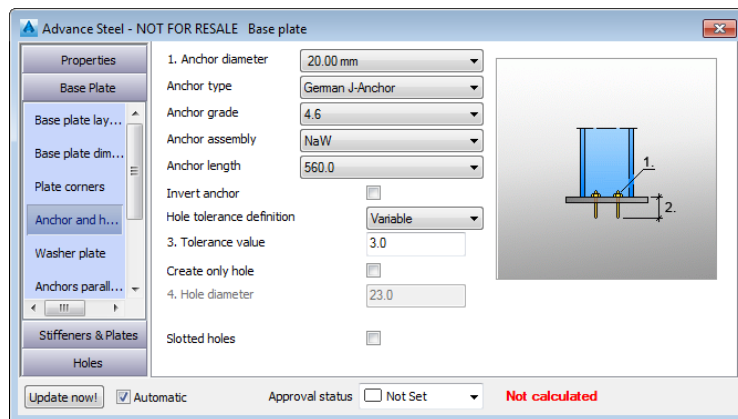 Advance Steel - NOT FOR RESALE Base plate
Properties
Base Plate
Base plate lay...
Base plate dim...
Plate corners
Anchor and h...
Washer plate
Anchors parall...
Stiffeners & Plates
Holes
1. Anchor diameter 20.00 mm
Anchor type German J-Anchor
Anchor grade 4.6
Anchor assembly NaW
Anchor length 560.0
Invert anchor
Hole tolerance definition Variable
3. Tolerance value 3.0
Create only hole
4. Hole diameter 23.0
Slotted holes
1.
2.
Update now! Automatic Approval status Not Set Not calculated